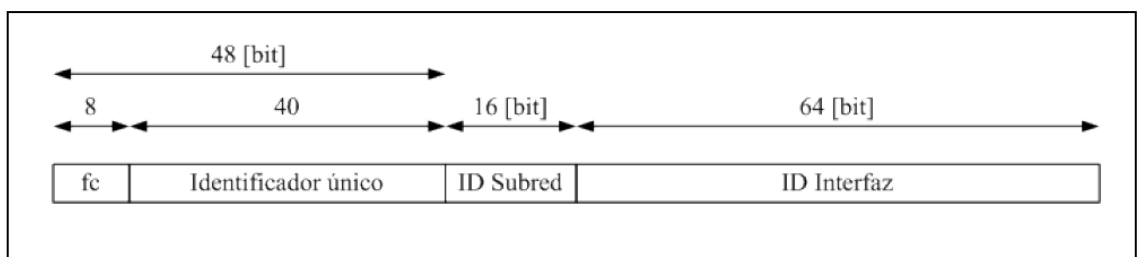 48 [bit]
8 40 16 [bit] 64 [bit]
fc Identificador único ID Subred ID Interfaz